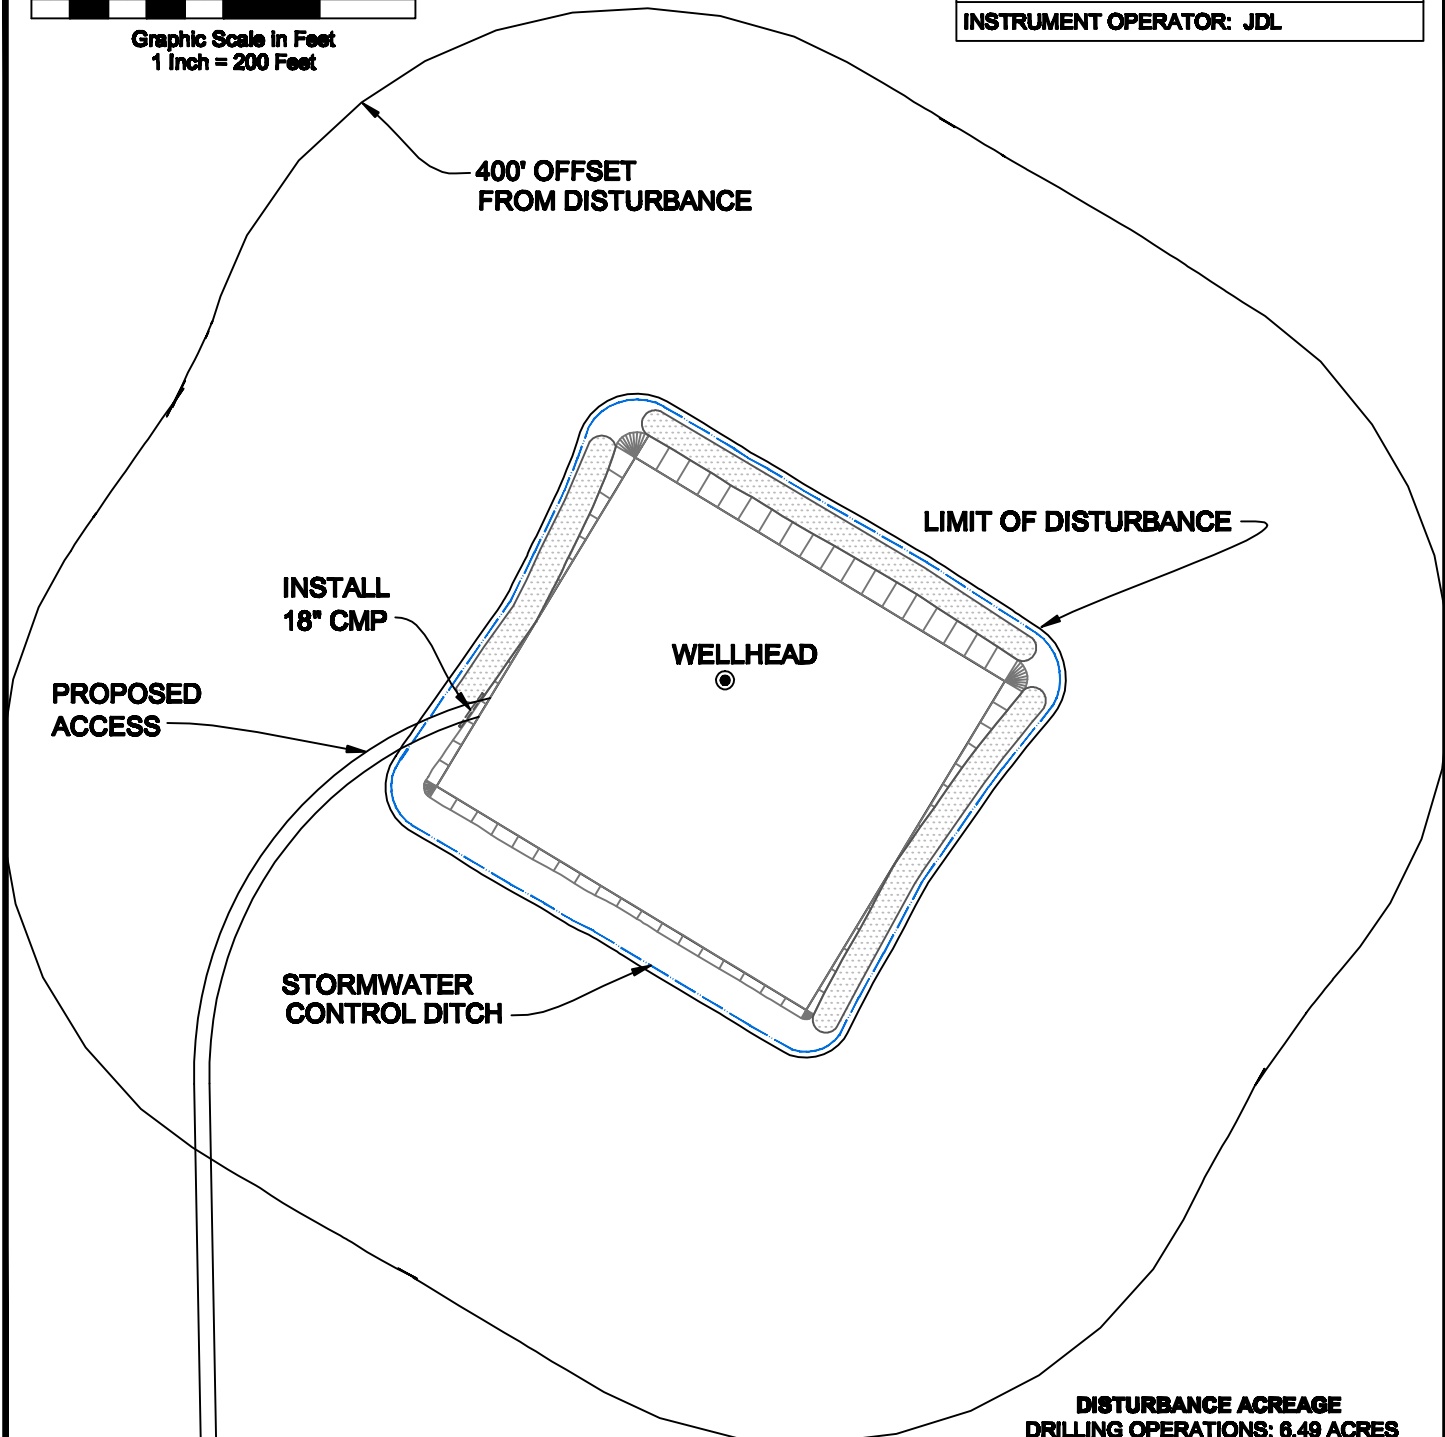 Graphic Scale in Feet
1 Inch = 200 Feet
INSTRUMENT OPERATOR: JDL
400' OFFSET
FROM DISTURBANCE
LIMIT OF DISTURBANCE
INSTALL
18" CMP
WELLHEAD
PROPOSED
ACCESS
STORMWATER
CONTROL DITCH
DISTURBANCE ACREAGE
DRILLING OPERATIONS: 6.49 ACRES